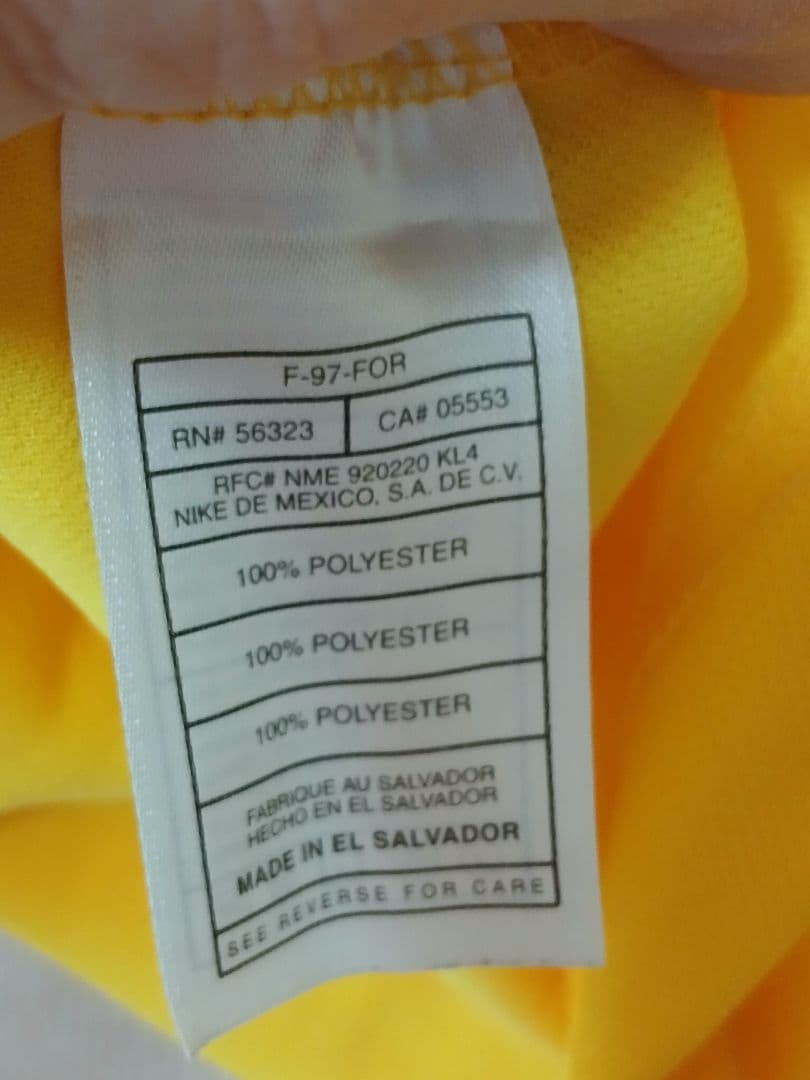 F-97-FOR
RN# 56323
CA# 05553
RFC# NME 920220 KL4
NIKE DE MEXICO, S.A. DE C.V.
100% POLYESTER
100% POLYESTER
100% POLYESTER
FABRIQUE AU SALVADOR
HECHO EN EL SALVADOR
MADE IN EL SALVADOR
SEE REVERSE FOR CARE